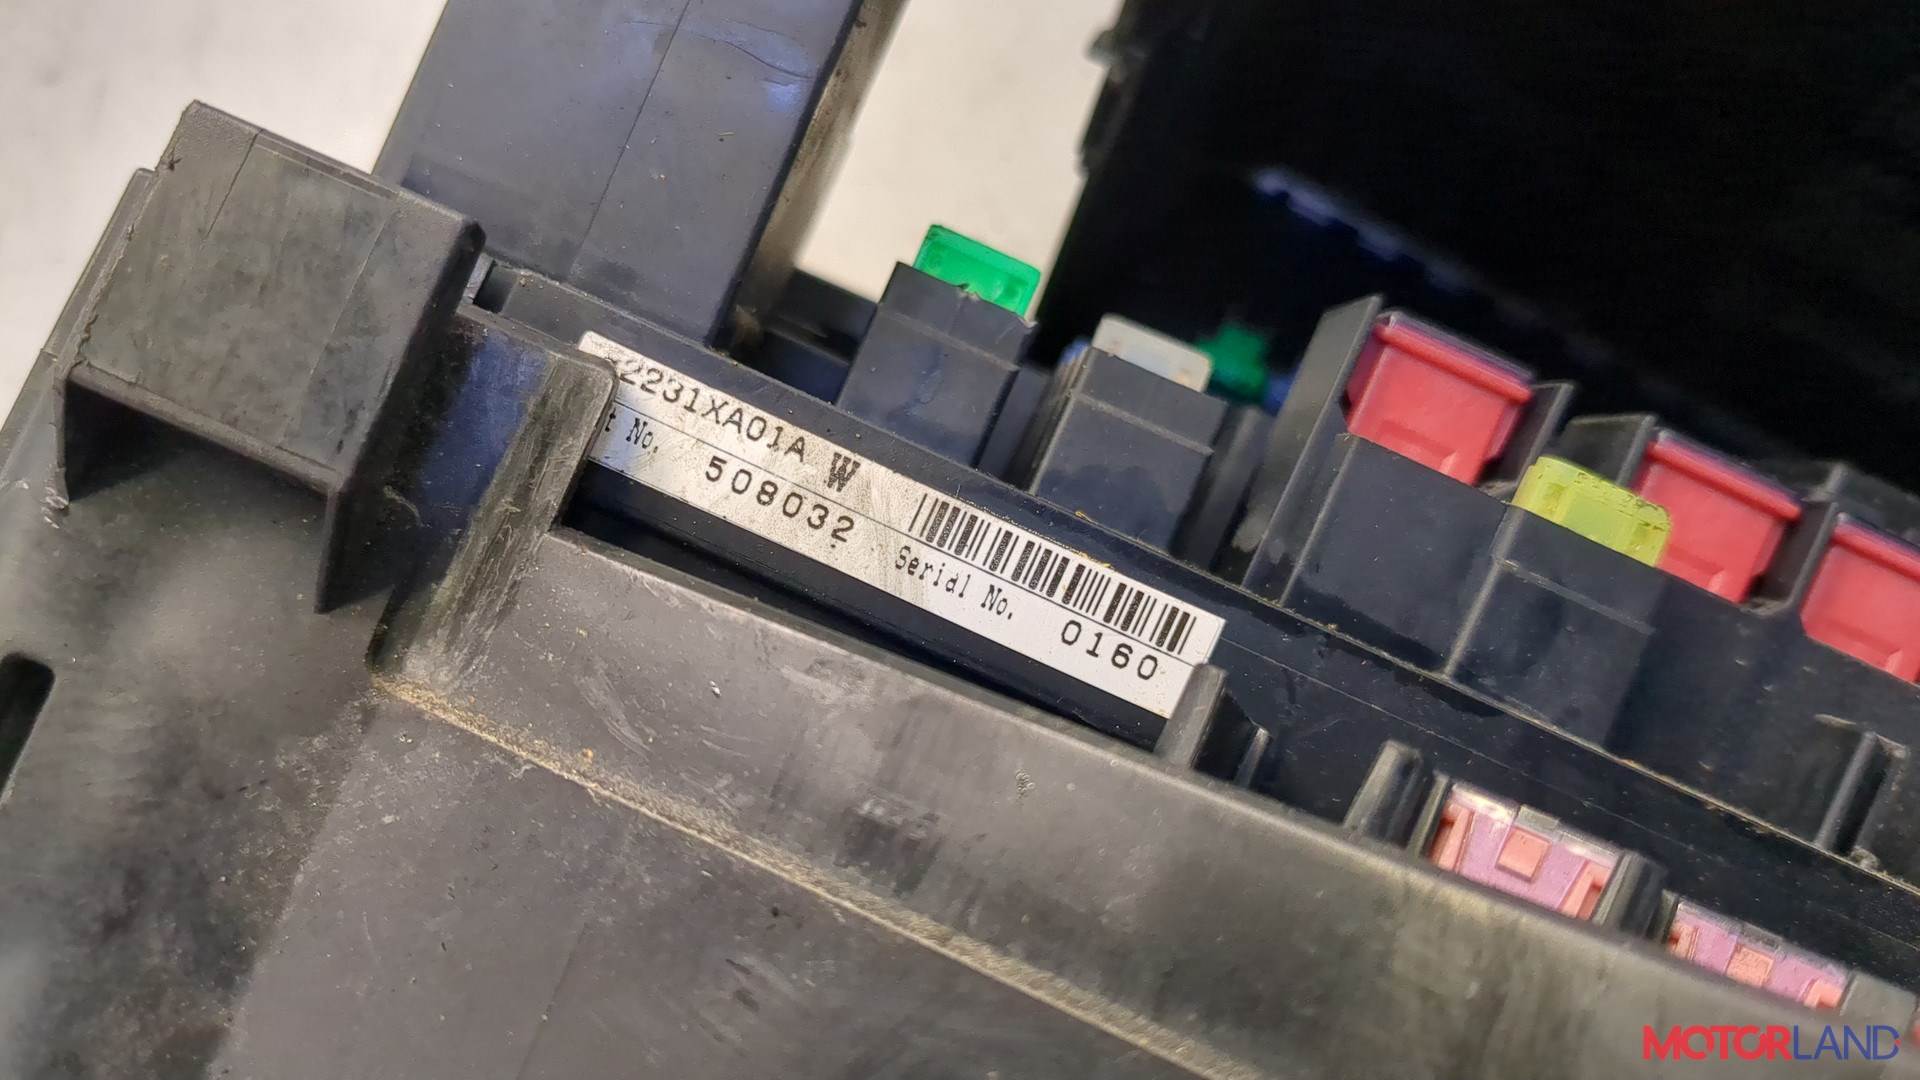 2231XA01A W
t No. 508032 Serial No. 0160
MOTORLAND